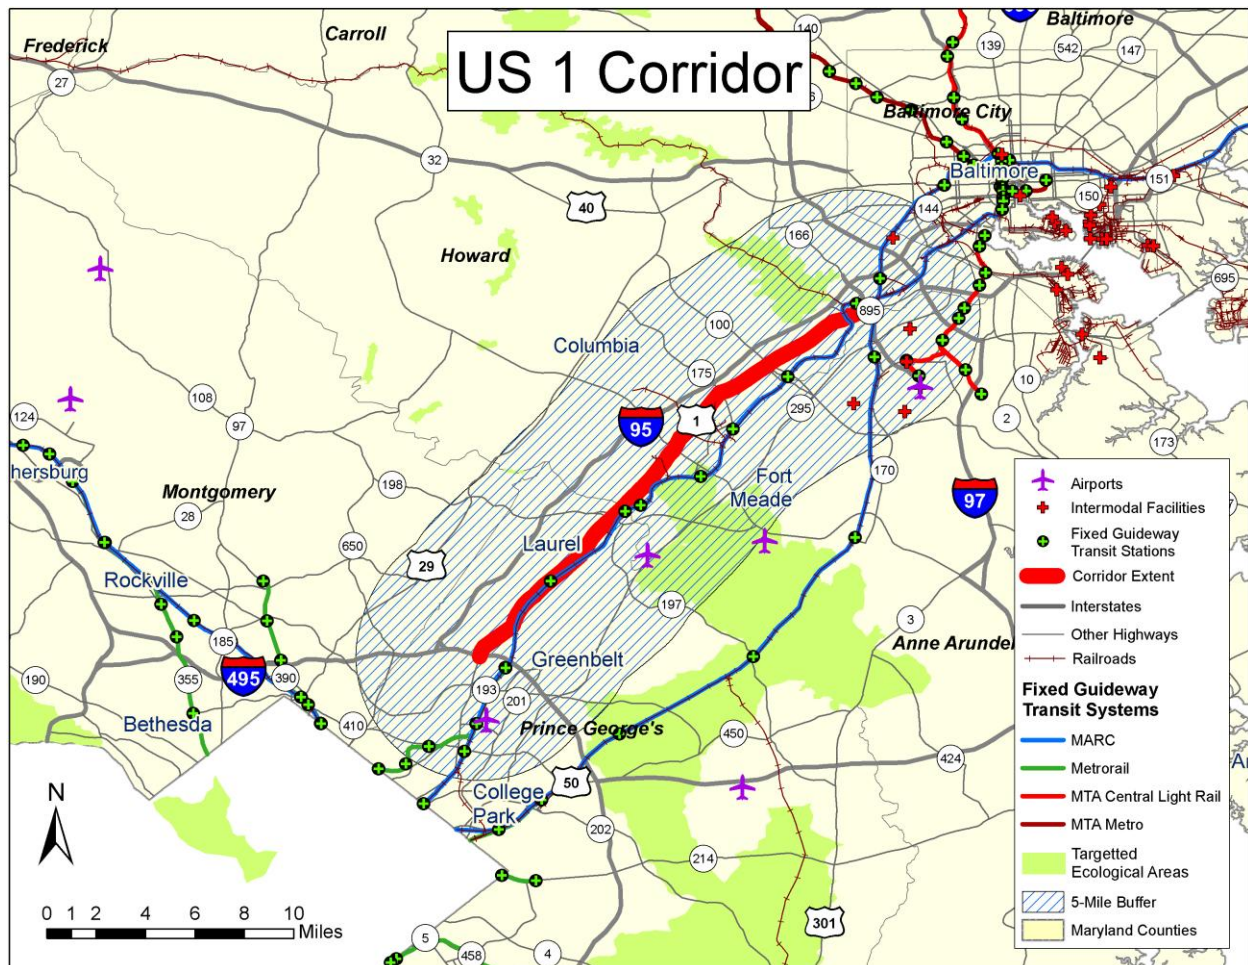 Frederick
Carroll
Baltimore
US 1 Corridor
140
139
542
147
27
Baltimore City
32
Baltimore
151
150
40
144
166
Howard
695
895
100
Columbia
175
10
108
295
1
95
2
124
97
173
hersburg
Fort
Meade
170
198
Montgomery
97
28
Laurel
650
29
Rockville
197
3
Anne Arundel
185
Greenbelt
495
390
355
190
193
201
Bethesda
410
Prince George's
450
424
50
College
Park
202
214
301
5
458
4
N
0 1 2 4 6 8 10
Miles
Airports
Intermodal Facilities
Fixed Guideway
Transit Stations
Corridor Extent
Interstates
Other Highways
Railroads
Fixed Guideway
Transit Systems
MARC
Metrorail
MTA Central Light Rail
MTA Metro
Targetted
Ecological Areas
5-Mile Buffer
Maryland Counties